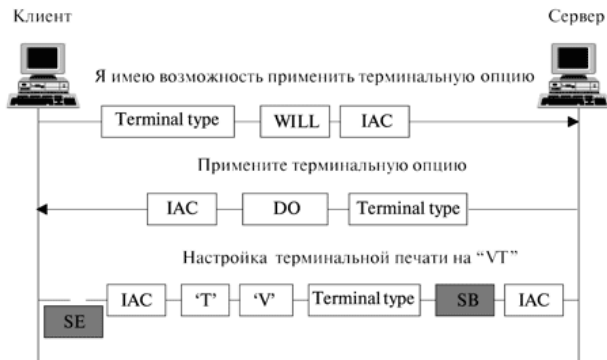 Клиент Сервер
Я имею возможность применить терминальную опцию
Terminal type WILL IAC
Примените терминальную опцию
IAC DO Terminal type
Настройка терминальной печати на “VT”
IAC ‘T’ ‘V’ Terminal type SB IAC
SE